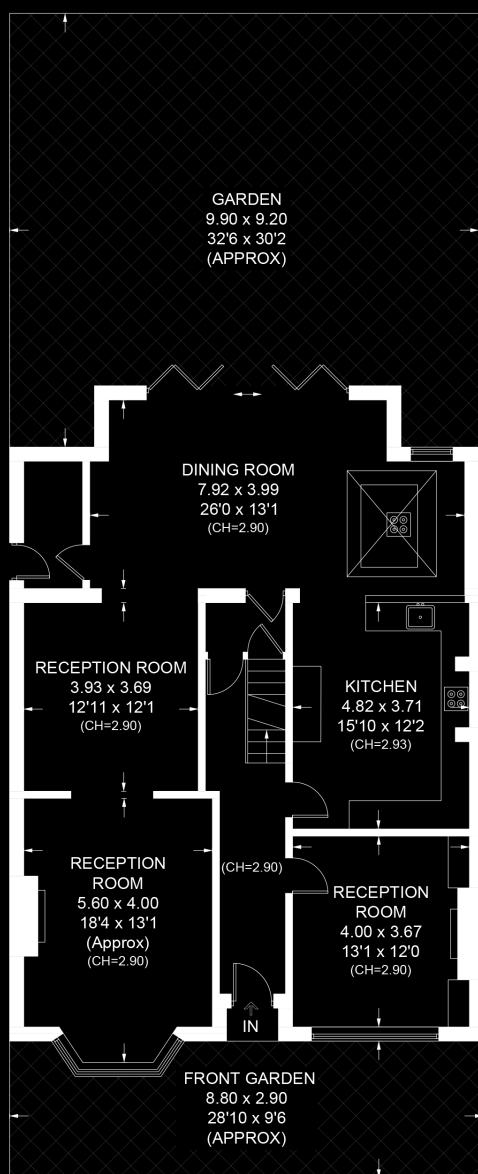 GARDEN
9.90 x 9.20
32'6 x 30'2
(APPROX)
DINING ROOM
7.92 x 3.99
26'0 x 13'1
(CH=2.90)
RECEPTION ROOM
3.93 x 3.69
12'11 x 12'1
(CH=2.90)
KITCHEN
4.82 x 3.71
15'10 x 12'2
(CH=2.93)
RECEPTION
ROOM
5.60 x 4.00
18'4 x 13'1
(Approx)
(CH=2.90)
(CH=2.90)
RECEPTION
ROOM
4.00 x 3.67
13'1 x 12'0
(CH=2.90)
IN
FRONT GARDEN
8.80 x 2.90
28'10 x 9'6
(APPROX)